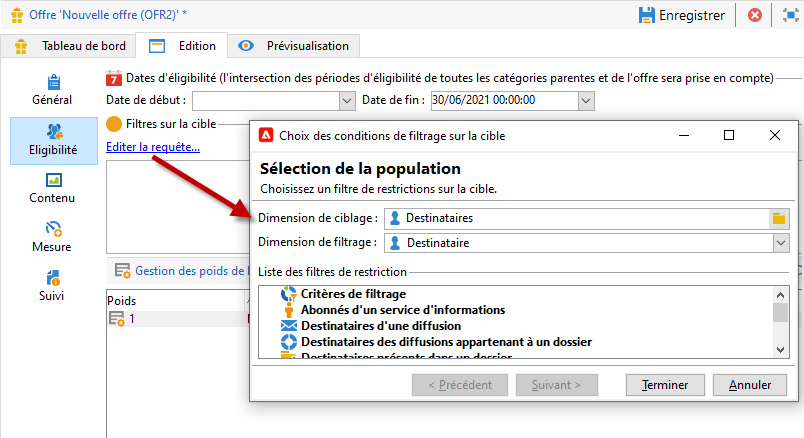 Offre 'Nouvelle offre (OFR2)' *
Enregistrer
Tableau de bord
Edition
Prévisualisation
Général
Eligibilité
Contenu
Mesure
Suivi
7 Dates d'éligibilité (l'intersection des périodes d'éligibilité de toutes les catégories parentes et de l'offre sera prise en compte)
Date de début :
Date de fin : 30/06/2021 00:00:00
Filtres sur la cible
Editer la requête...
Gestion des poids de l
Poids
1
Choix des conditions de filtrage sur la cible
Sélection de la population
Choisissez un filtre de restrictions sur la cible.
Dimension de ciblage : Destinataires
Dimension de filtrage : Destinataire
Liste des filtres de restriction
Critères de filtrage
Abonnés d'un service d'informations
Destinataires d'une diffusion
Destinataires des diffusions appartenant à un dossier
Destinataires présents dans un dossier
< Précédent
Suivant >
Terminer
Annuler